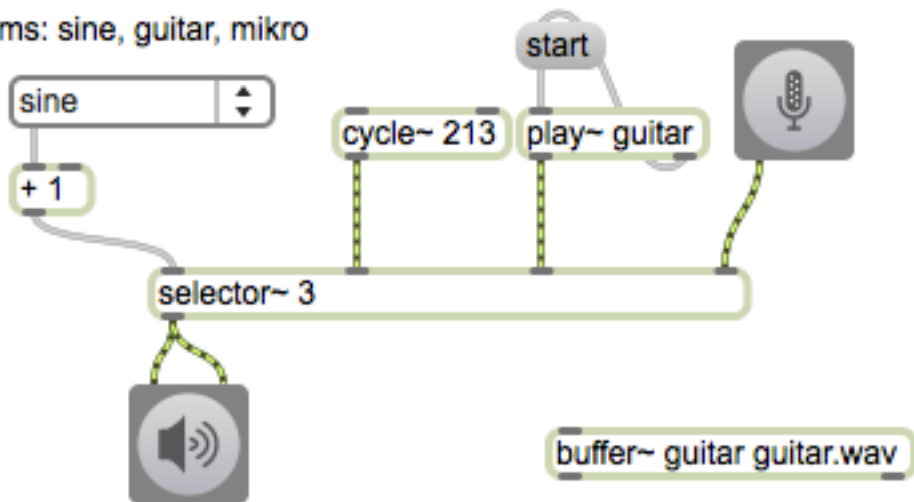 ms: sine, guitar, mikro
start
sine
cycle~ 213
play~ guitar
+ 1
selector~ 3
buffer~ guitar guitar.wav